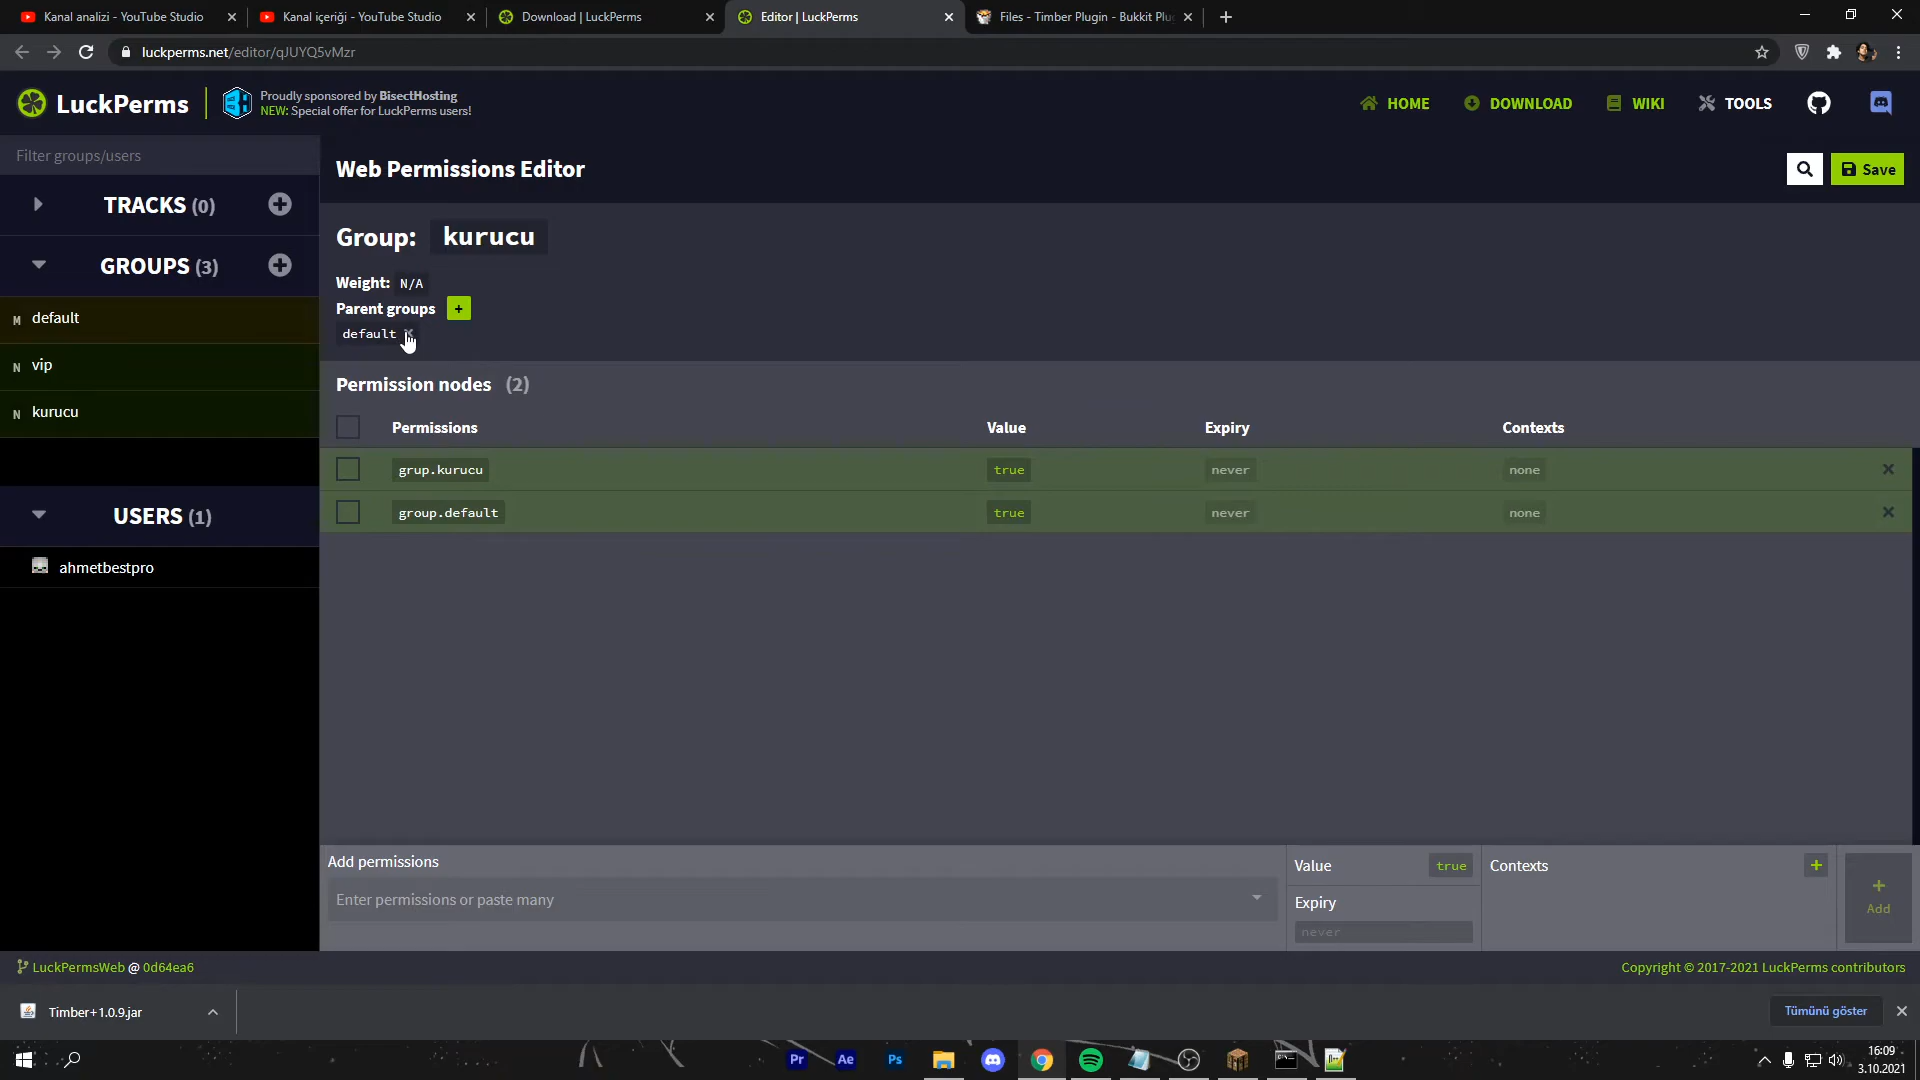 Kanal analizi - YouTube Studio
Kanal içeriği - YouTube Studio
Download | LuckPerms
Editor | LuckPerms
Files - Timber Plugin - Bukkit Plu
luckperms.net/editor/qJUYQ5vMzr
LuckPerms
Proudly sponsored by BisectHosting
NEW: Special offer for LuckPerms users!
HOME
DOWNLOAD
WIKI
TOOLS
Filter groups/users
Web Permissions Editor
Save
TRACKS (0)
GROUPS (3)
M default
N vip
N kurucu
USERS (1)
ahmetbestpro
Group: kurucu
Weight: N/A
Parent groups +
default
Permission nodes (2)
Permissions Value Expiry Contexts
grup.kurucu true never none
group.default true never none
Add permissions
Enter permissions or paste many
Value true
Expiry
never
Contexts
Add
LuckPermsWeb @ 0d64ea6
Copyright © 2017-2021 LuckPerms contributors
Timber+1.0.9.jar
Tümünü göster
Pr Ae Ps
16:09
3.10.2021